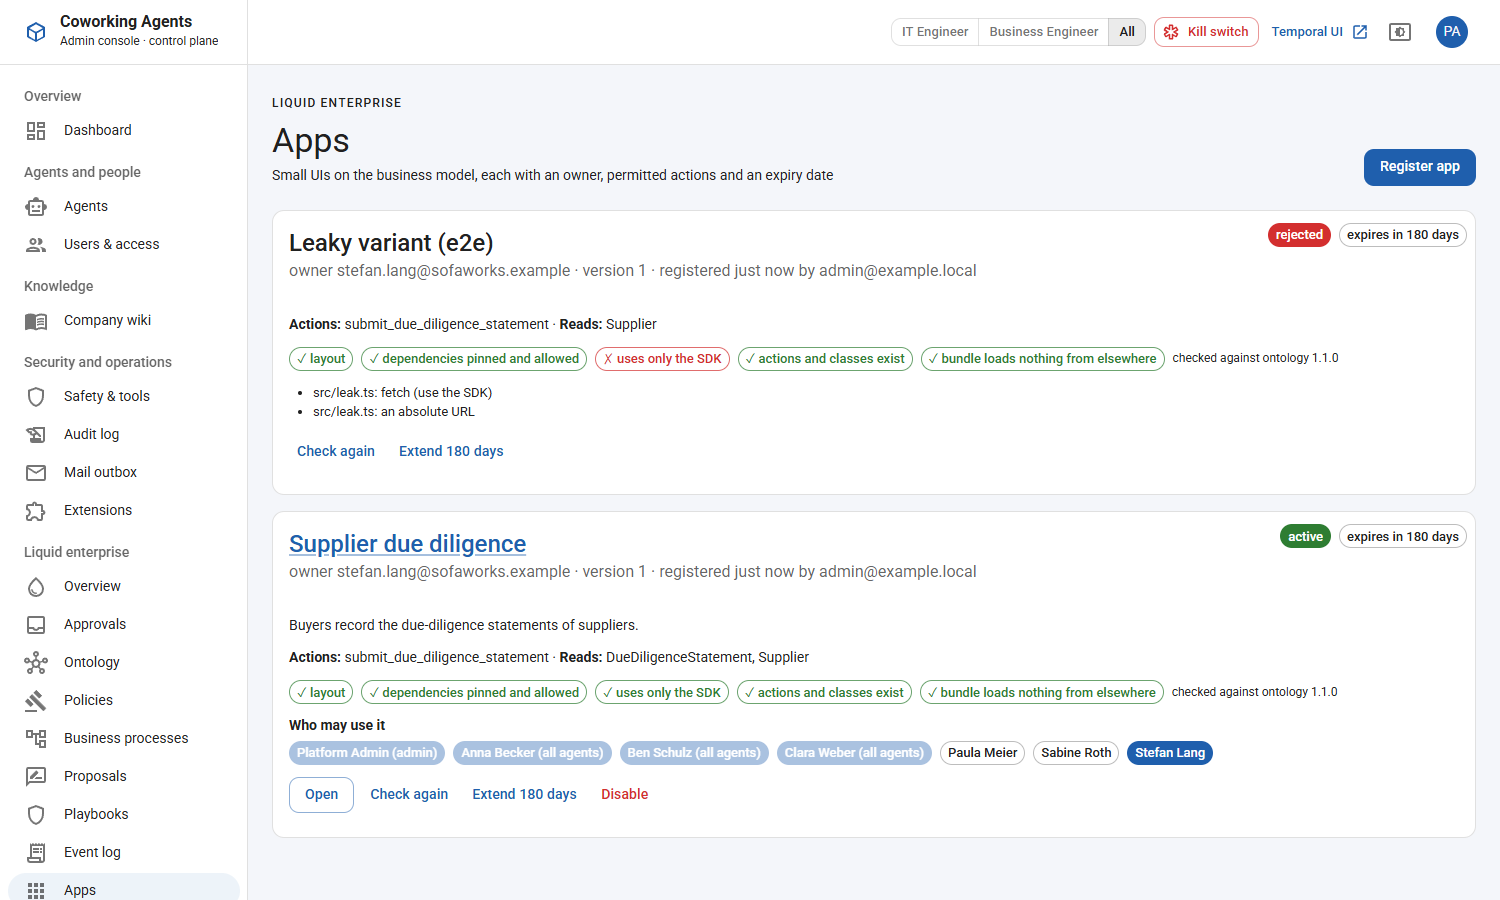 Coworking Agents
Admin console · control plane
IT Engineer
Business Engineer
All
Kill switch
Temporal UI
PA
Overview
Dashboard
Agents and people
Agents
Users & access
Knowledge
Company wiki
Security and operations
Safety & tools
Audit log
Mail outbox
Extensions
Liquid enterprise
Overview
Approvals
Ontology
Policies
Business processes
Proposals
Playbooks
Event log
Apps
LIQUID ENTERPRISE
Apps
Small UIs on the business model, each with an owner, permitted actions and an expiry date
Register app
Leaky variant (e2e)
rejected
expires in 180 days
owner stefan.lang@sofaworks.example · version 1 · registered just now by admin@example.local
Actions: submit_due_diligence_statement · Reads: Supplier
✓ layout
✓ dependencies pinned and allowed
✗ uses only the SDK
✓ actions and classes exist
✓ bundle loads nothing from elsewhere
checked against ontology 1.1.0
• src/leak.ts: fetch (use the SDK)
• src/leak.ts: an absolute URL
Check again
Extend 180 days
Supplier due diligence
active
expires in 180 days
owner stefan.lang@sofaworks.example · version 1 · registered just now by admin@example.local
Buyers record the due-diligence statements of suppliers.
Actions: submit_due_diligence_statement · Reads: DueDiligenceStatement, Supplier
✓ layout
✓ dependencies pinned and allowed
✓ uses only the SDK
✓ actions and classes exist
✓ bundle loads nothing from elsewhere
checked against ontology 1.1.0
Who may use it
Platform Admin (admin)
Anna Becker (all agents)
Ben Schulz (all agents)
Clara Weber (all agents)
Paula Meier
Sabine Roth
Stefan Lang
Open
Check again
Extend 180 days
Disable